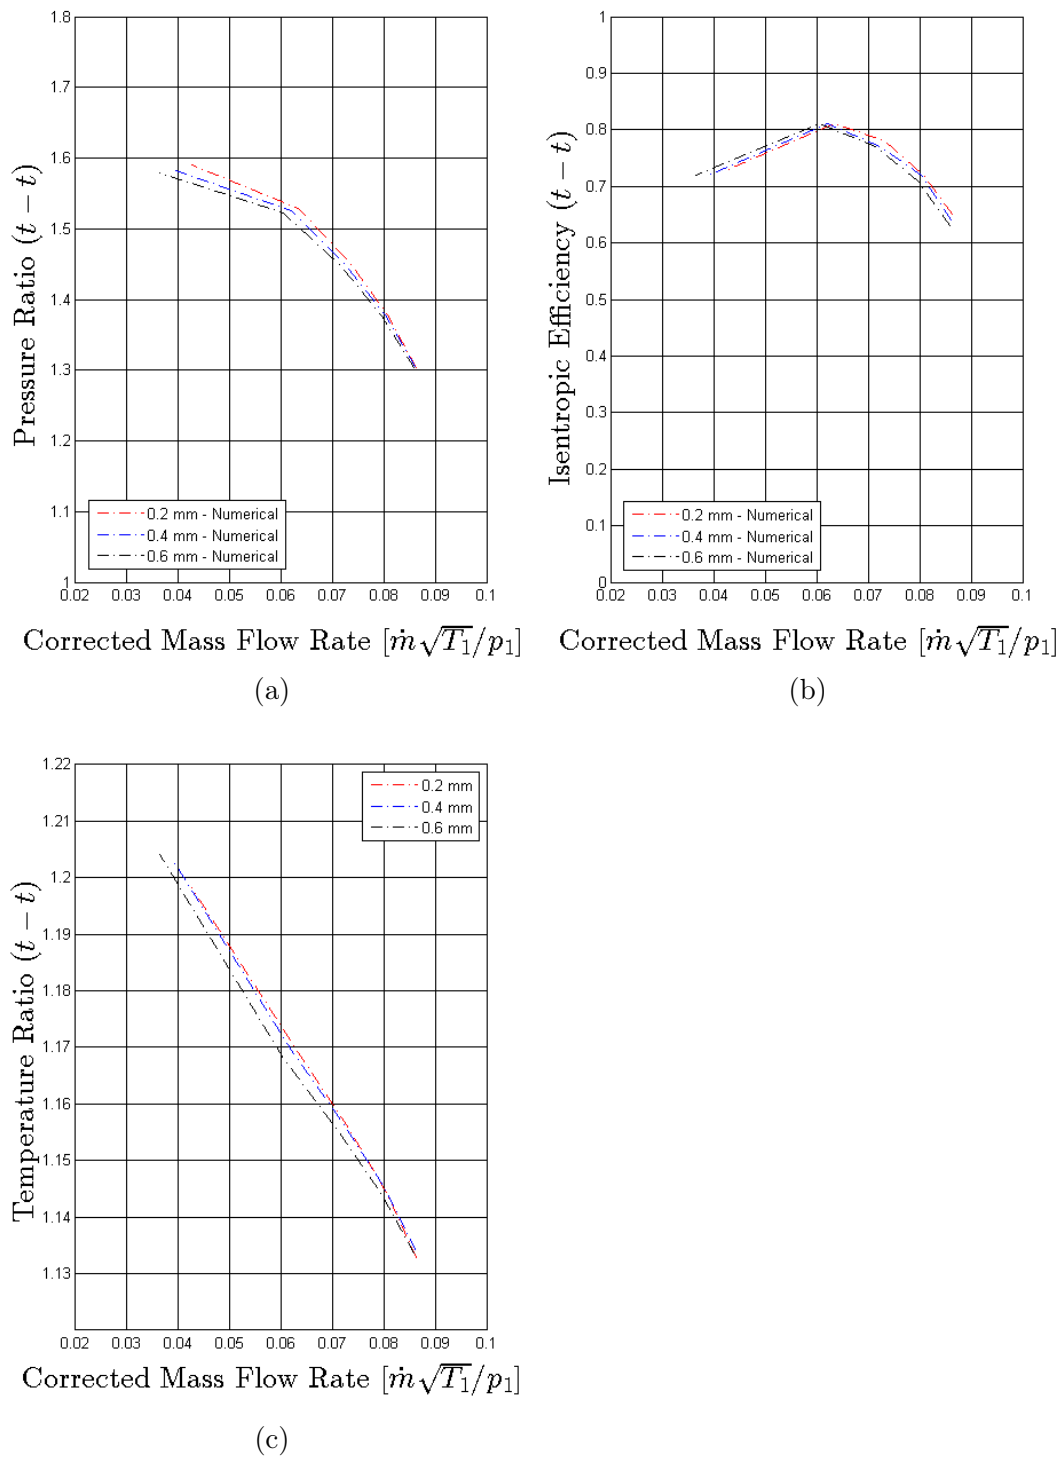 1.8
1.7
1.6
1.5
1.4
1.3
1.2
1.1
1
Pressure Ratio (t − t)
0.2 mm - Numerical
0.4 mm - Numerical
0.6 mm - Numerical
0.02 0.03 0.04 0.05 0.06 0.07 0.08 0.09 0.1
Corrected Mass Flow Rate [ṁ√T₁/p₁]
(a)
1
0.9
0.8
0.7
0.6
0.5
0.4
0.3
0.2
0.1
0
Isentropic Efficiency (t − t)
0.2 mm - Numerical
0.4 mm - Numerical
0.6 mm - Numerical
0.02 0.03 0.04 0.05 0.06 0.07 0.08 0.09 0.1
Corrected Mass Flow Rate [ṁ√T₁/p₁]
(b)
1.22
1.21
1.2
1.19
1.18
1.17
1.16
1.15
1.14
1.13
Temperature Ratio (t − t)
0.2 mm
0.4 mm
0.6 mm
0.02 0.03 0.04 0.05 0.06 0.07 0.08 0.09 0.1
Corrected Mass Flow Rate [ṁ√T₁/p₁]
(c)